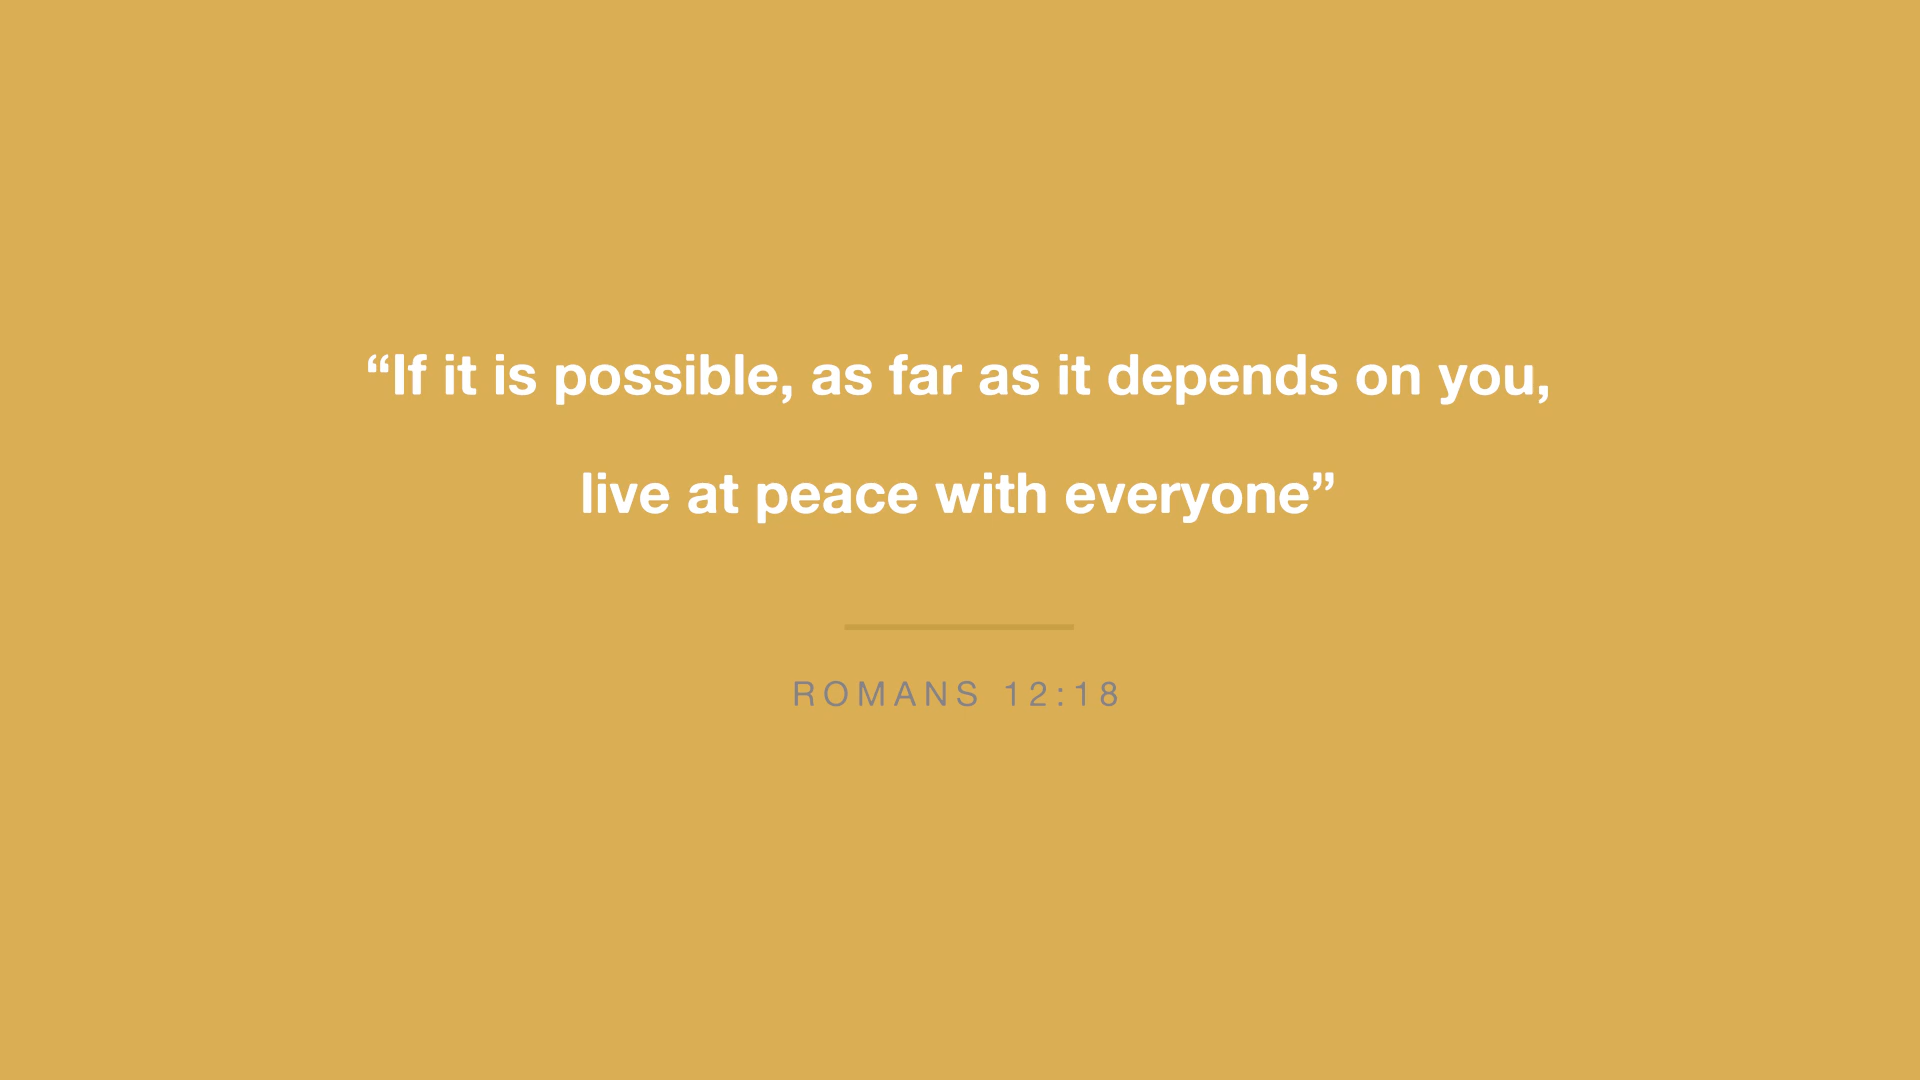 “If it is possible, as far as it depends on you,
live at peace with everyone”
ROMANS 12:18